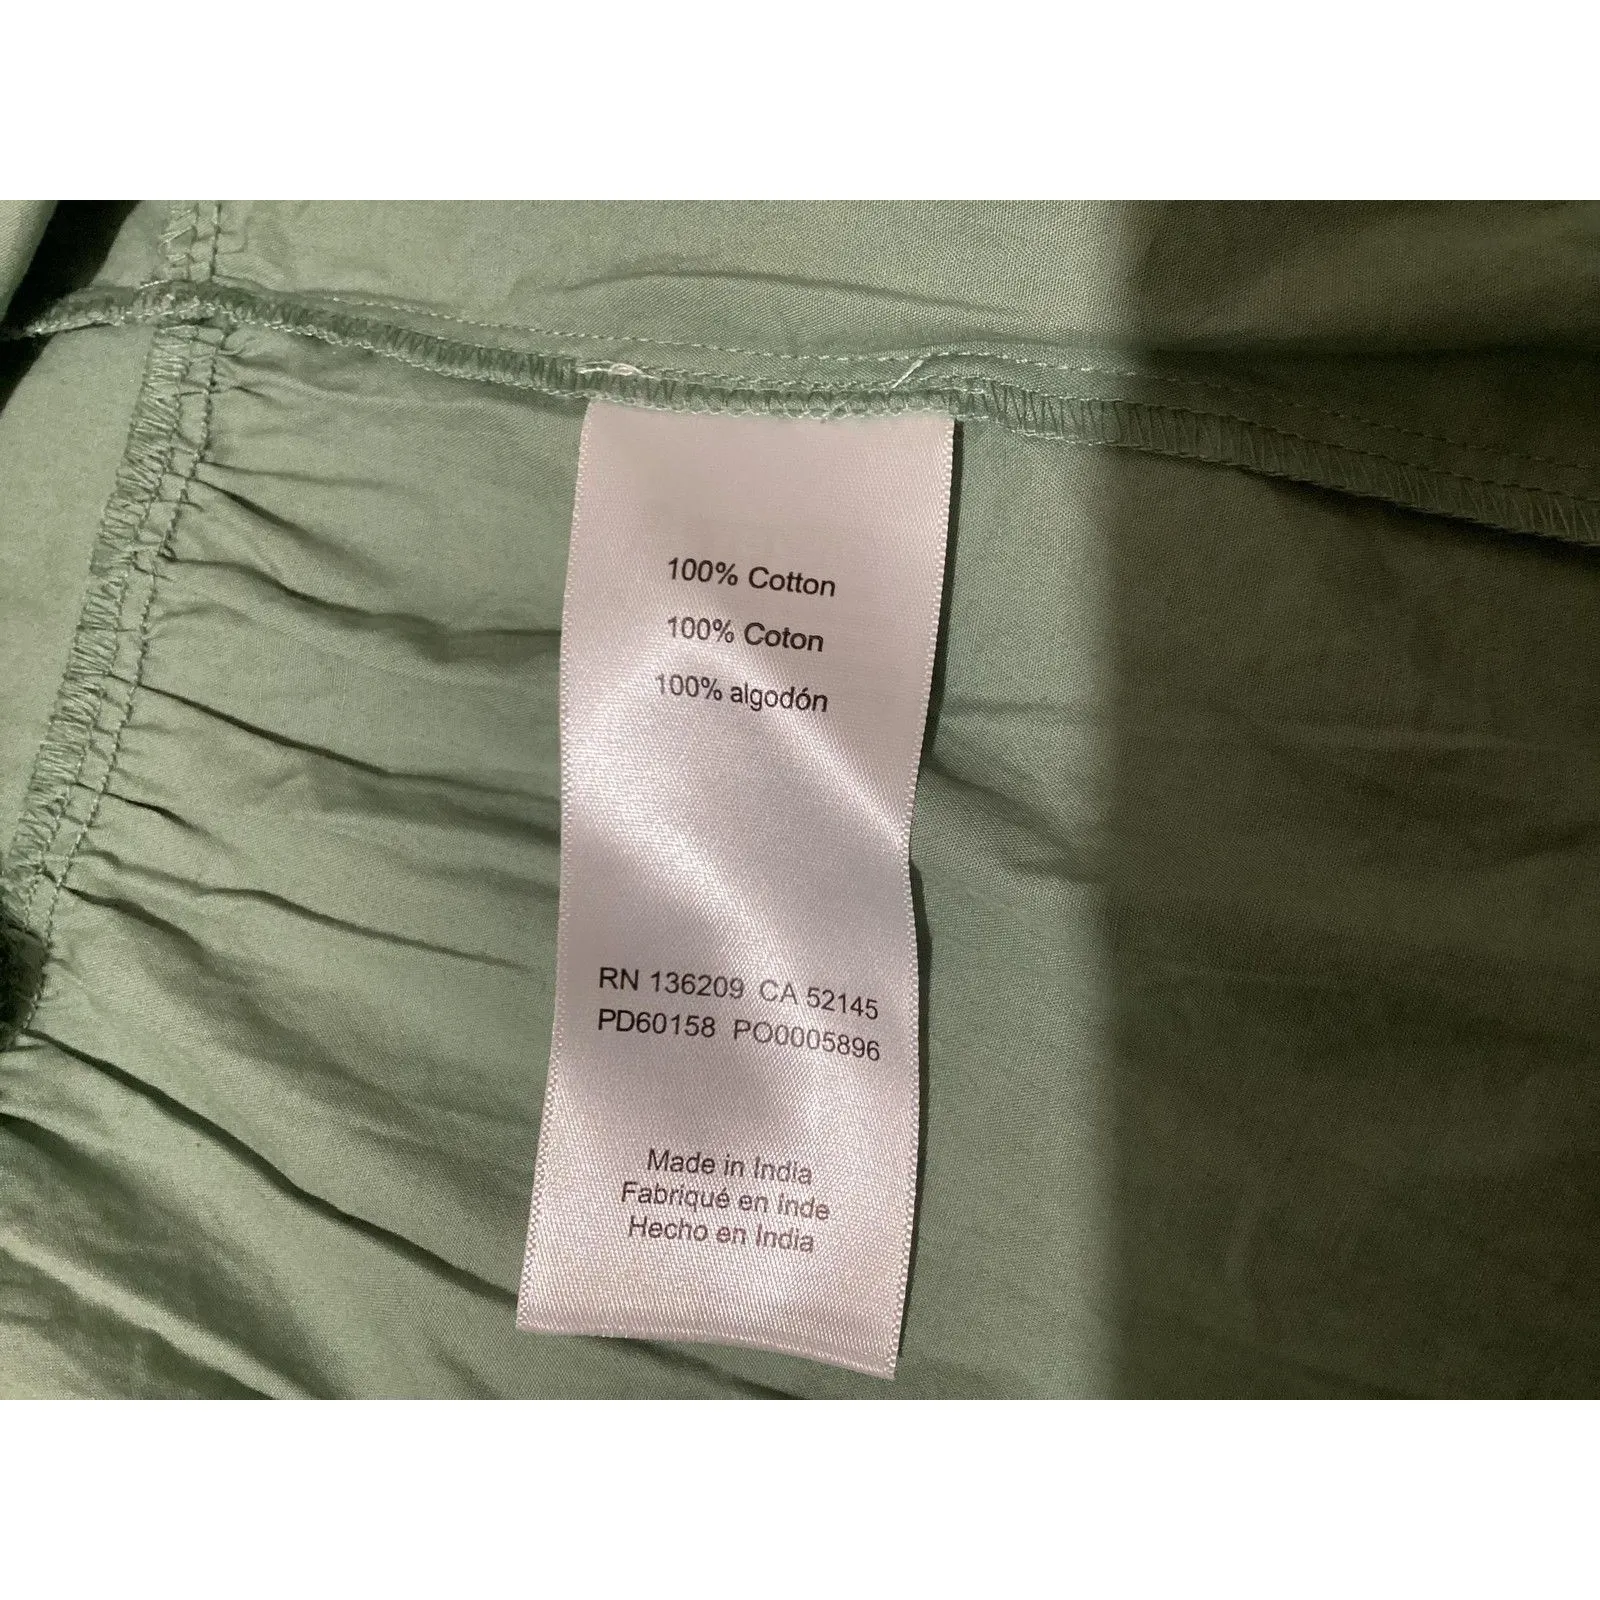 100% Cotton
100% Coton
100% algodón
RN 136209 CA 52145
PD60158 PO0005896
Made in India
Fabriqué en Inde
Hecho en India